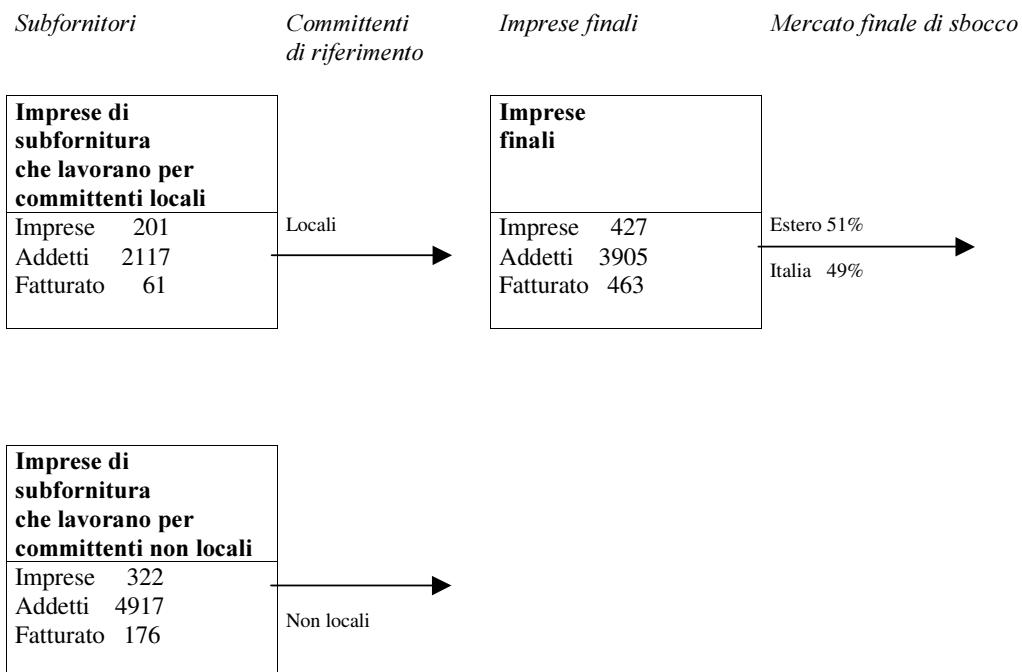 Subfornitori
Committenti
di riferimento
Imprese finali
Mercato finale di sbocco
Imprese di
subfornitura
che lavorano per
committenti locali
Imprese 201
Addetti 2117
Fatturato 61
Locali
Imprese
finali
Imprese 427
Addetti 3905
Fatturato 463
Estero 51%
Italia 49%
Imprese di
subfornitura
che lavorano per
committenti non locali
Imprese 322
Addetti 4917
Fatturato 176
Non locali